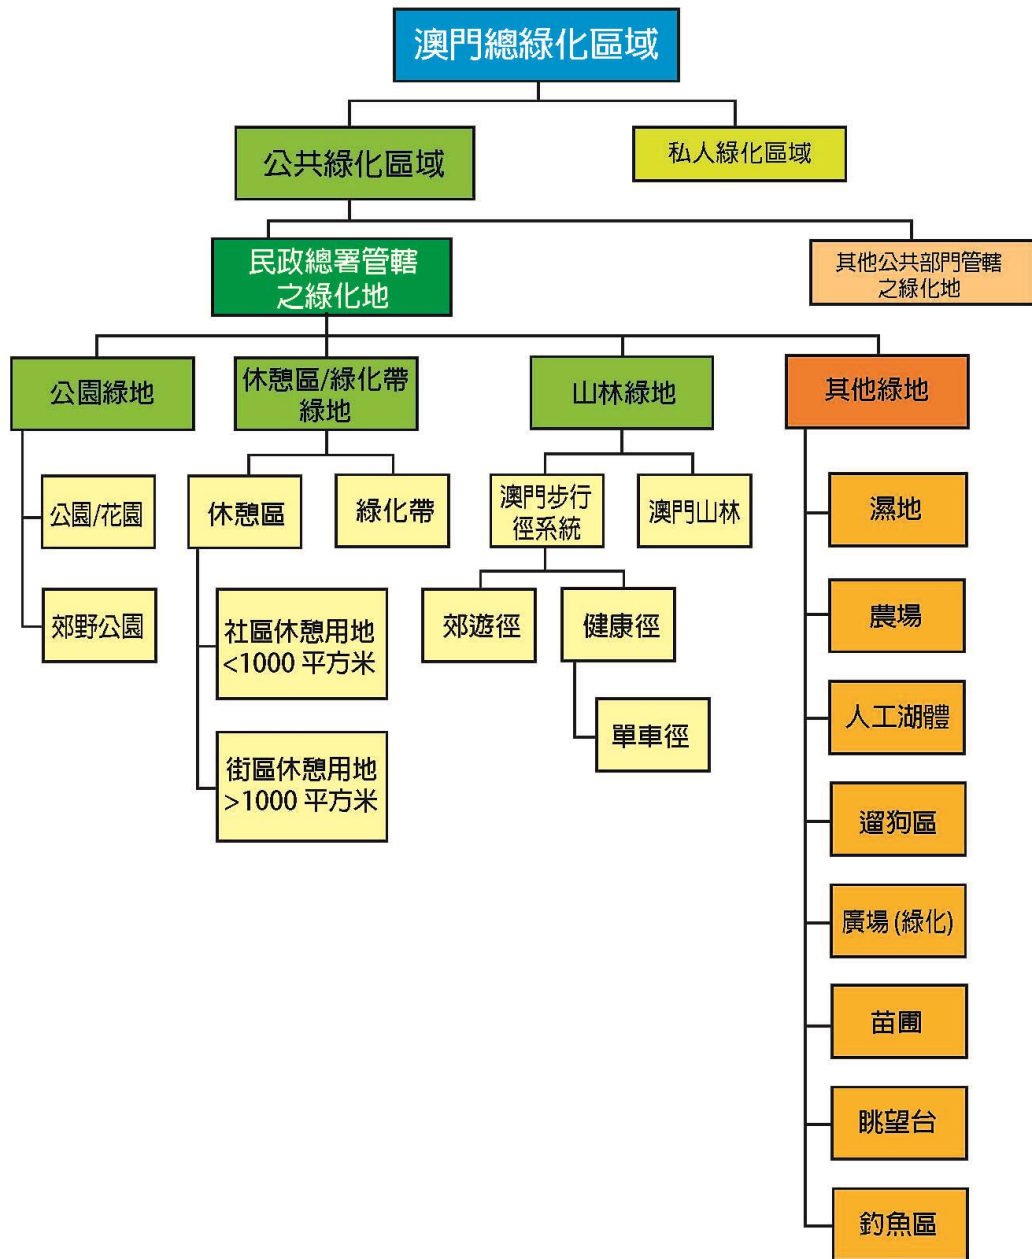 澳門總綠化區域
公共綠化區域
私人綠化區域
民政總署管轄
之綠化地
其他公共部門管轄
之綠化地
公園綠地
休憩區/綠化帶
綠地
山林綠地
其他綠地
公園/花園
郊野公園
休憩區
綠化帶
社區休憩用地
<1000 平方米
街區休憩用地
>1000 平方米
澳門步行
徑系統
澳門山林
郊遊徑
健康徑
單車徑
濕地
農場
人工湖體
遛狗區
廣場 (綠化)
苗圃
眺望台
釣魚區